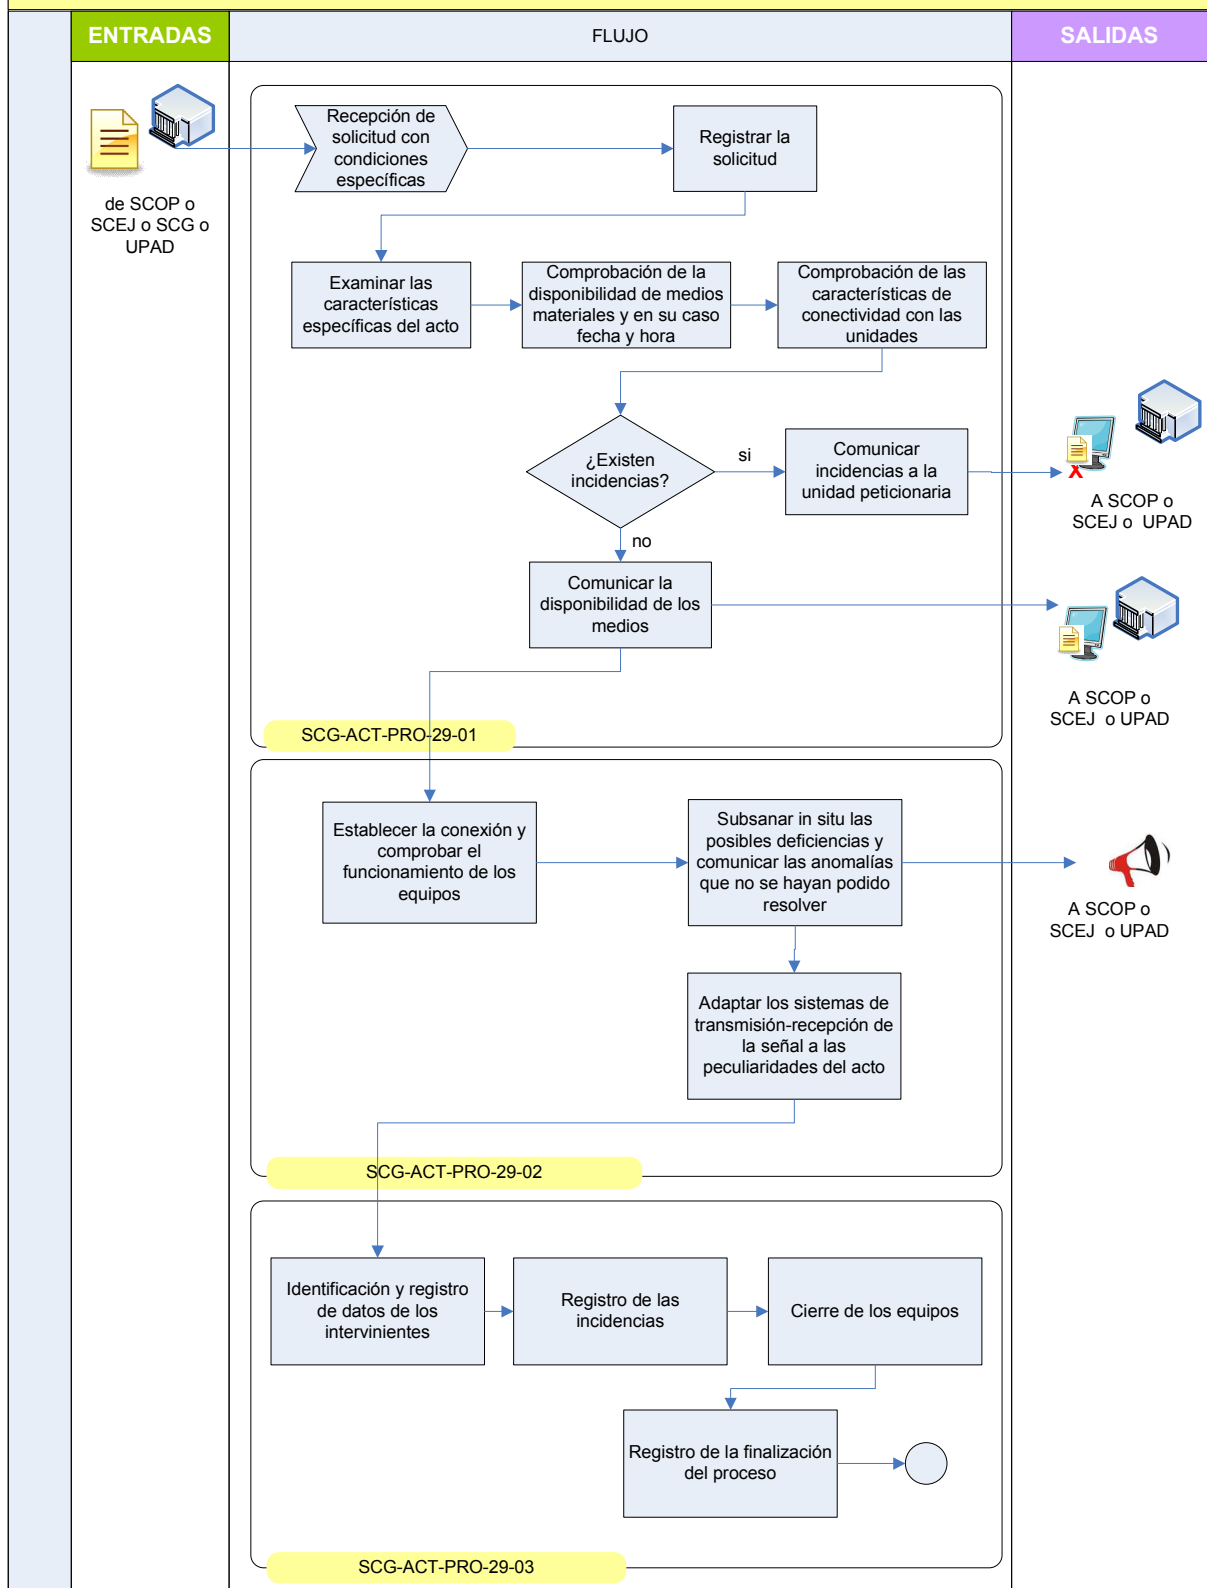 ENTRADAS
FLUJO
SALIDAS
de SCOP o
SCEJ o SCG o
UPAD
Recepción de
solicitud con
condiciones
específicas
Registrar la
solicitud
Examinar las
características
específicas del acto
Comprobación de la
disponibilidad de medios
materiales y en su caso
fecha y hora
Comprobación de las
características de
conectividad con las
unidades
¿Existen
incidencias?
si
Comunicar
incidencias a la
unidad peticionaria
X
A SCOP o
SCEJ o UPAD
no
Comunicar la
disponibilidad de los
medios
A SCOP o
SCEJ o UPAD
SCG-ACT-PRO-29-01
Establecer la conexión y
comprobar el
funcionamiento de los
equipos
Subsanar in situ las
posibles deficiencias y
comunicar las anomalías
que no se hayan podido
resolver
A SCOP o
SCEJ o UPAD
Adaptar los sistemas de
transmisión-recepción de
la señal a las
peculiaridades del acto
SCG-ACT-PRO-29-02
Identificación y registro
de datos de los
intervinientes
Registro de las
incidencias
Cierre de los equipos
Registro de la finalización
del proceso
SCG-ACT-PRO-29-03